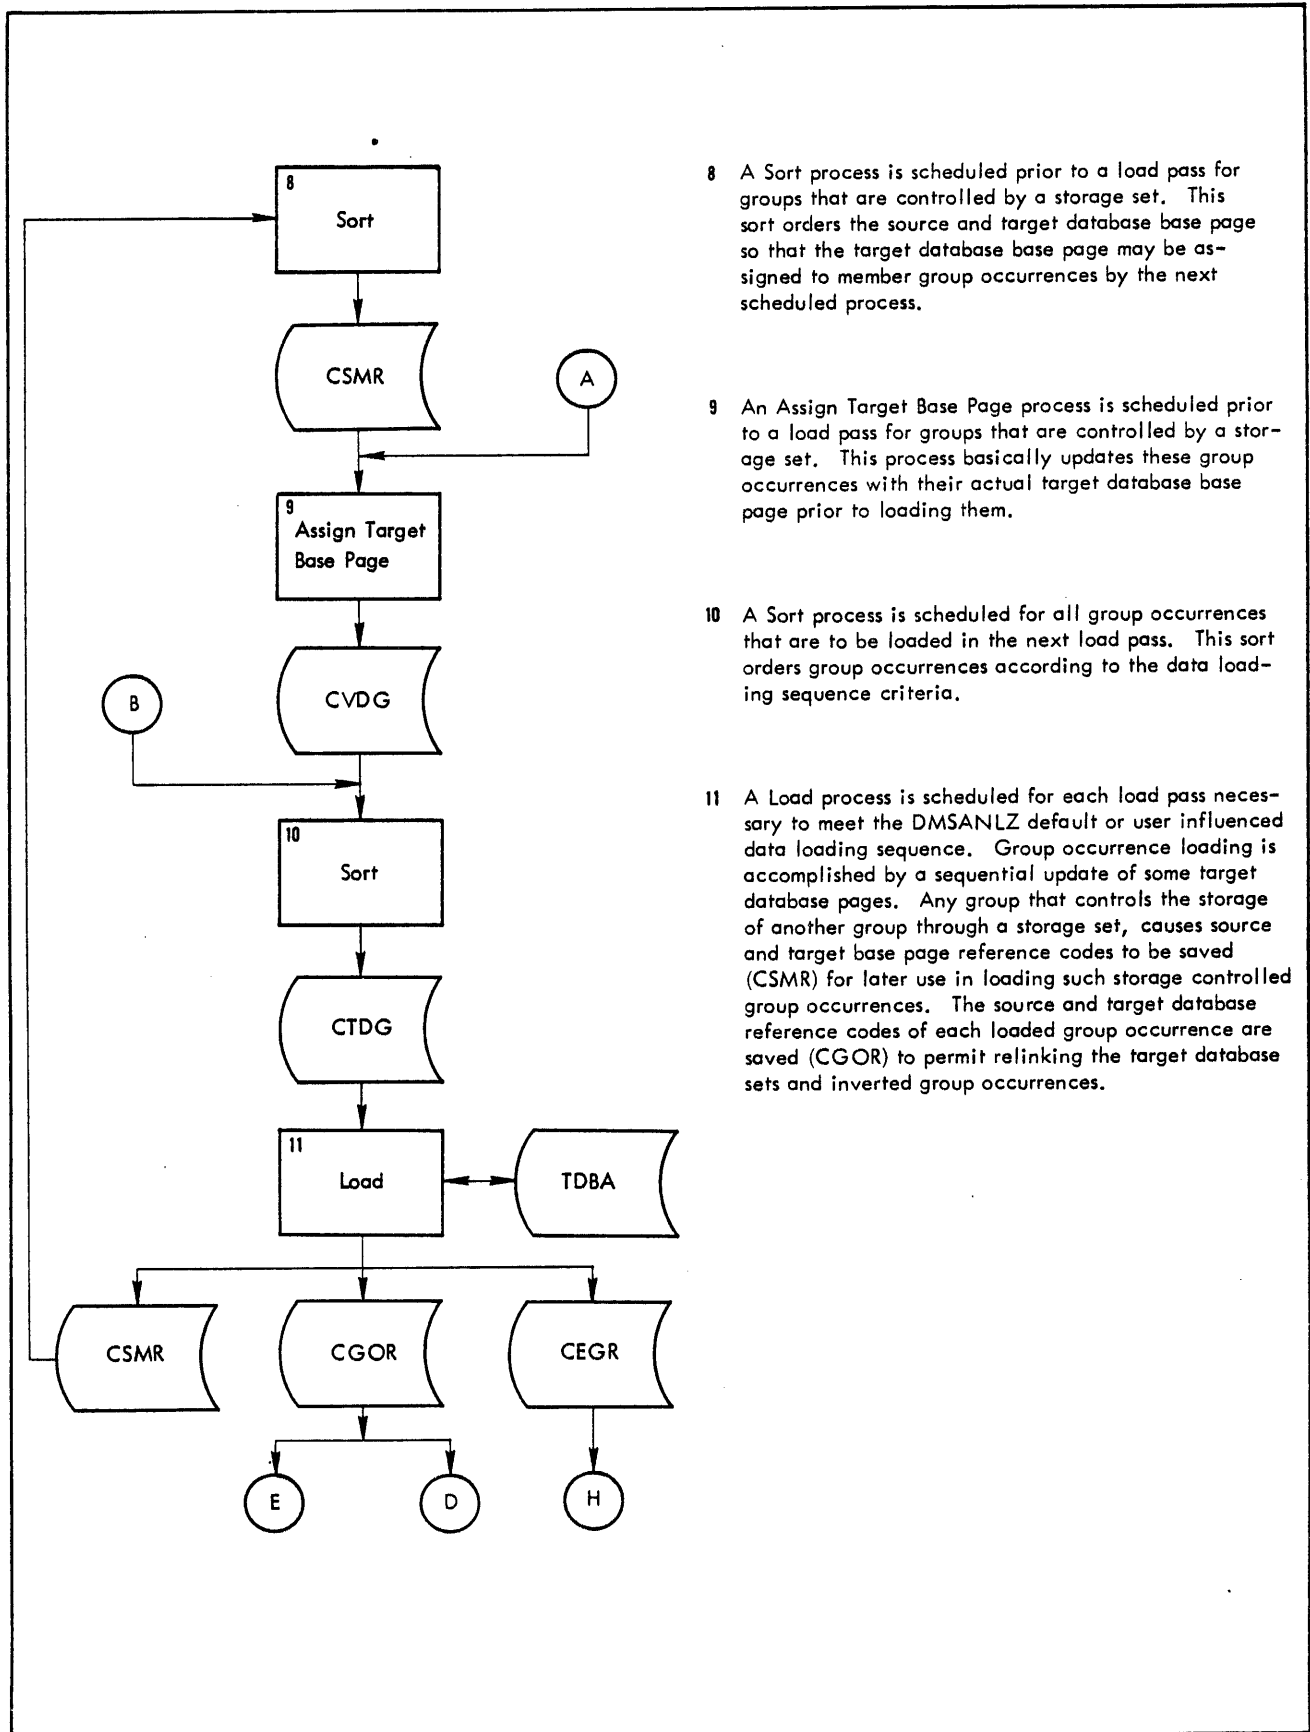 8
Sort
CSMR
A
9
Assign Target
Base Page
CVDG
B
10
Sort
CTDG
11
Load
TDBA
CSMR
CGOR
CEGR
E
D
H
8 A Sort process is scheduled prior to a load pass for
groups that are controlled by a storage set. This
sort orders the source and target database base page
so that the target database base page may be as-
signed to member group occurrences by the next
scheduled process.
9 An Assign Target Base Page process is scheduled prior
to a load pass for groups that are controlled by a stor-
age set. This process basically updates these group
occurrences with their actual target database base
page prior to loading them.
10 A Sort process is scheduled for all group occurrences
that are to be loaded in the next load pass. This sort
orders group occurrences according to the data load-
ing sequence criteria.
11 A Load process is scheduled for each load pass neces-
sary to meet the DMSANLZ default or user influenced
data loading sequence. Group occurrence loading is
accomplished by a sequential update of some target
database pages. Any group that controls the storage
of another group through a storage set, causes source
and target base page reference codes to be saved
(CSMR) for later use in loading such storage controlled
group occurrences. The source and target database
reference codes of each loaded group occurrence are
saved (CGOR) to permit relinking the target database
sets and inverted group occurrences.